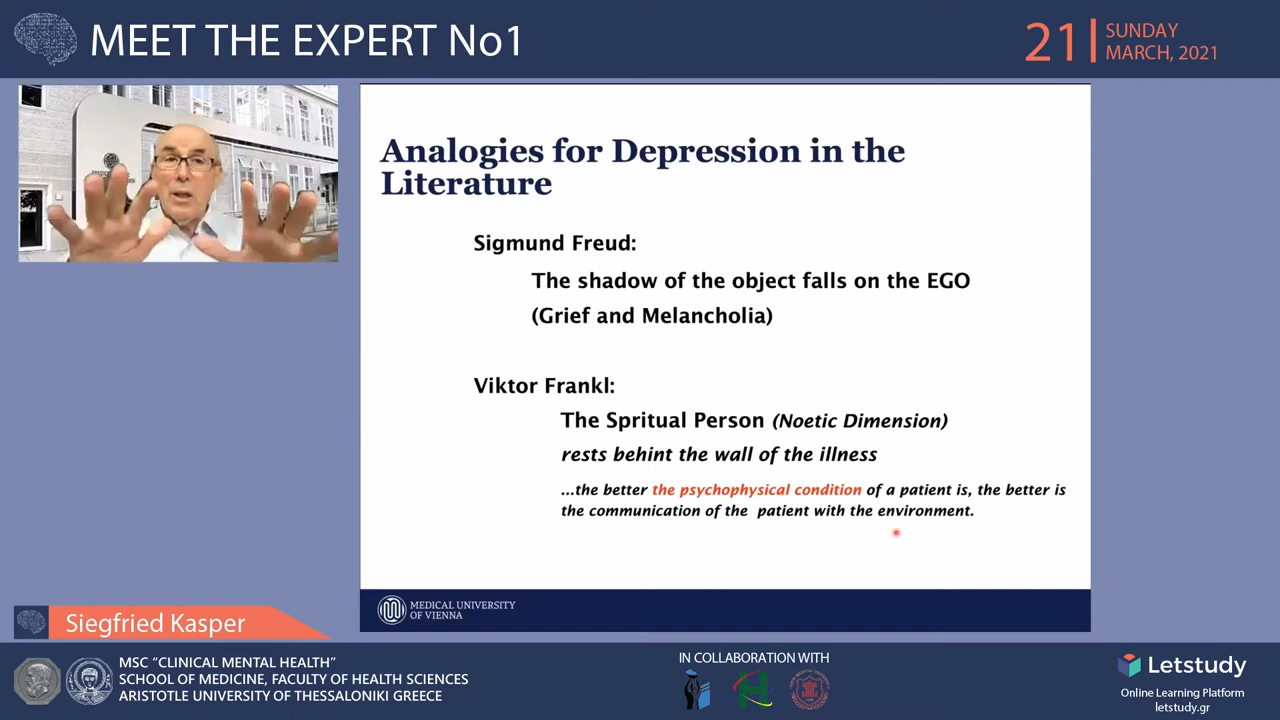 MEET THE EXPERT No1
21
SUNDAY
MARCH, 2021
Analogies for Depression in the
Literature
Sigmund Freud:
The shadow of the object falls on the EGO
(Grief and Melancholia)
Viktor Frankl:
The Spritual Person (Noetic Dimension)
rests behint the wall of the illness
...the better the psychophysical condition of a patient is, the better is
the communication of the patient with the environment.
MEDICAL UNIVERSITY
OF VIENNA
Siegfried Kasper
MSC “CLINICAL MENTAL HEALTH”
SCHOOL OF MEDICINE, FACULTY OF HEALTH SCIENCES
ARISTOTLE UNIVERSITY OF THESSALONIKI GREECE
IN COLLABORATION WITH
Letstudy
Online Learning Platform
letstudy.gr